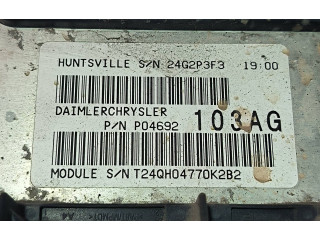 HUNTSVILLE S/N 24G2P3F3 19:00
DAIMLERCHRYSLER
P/N P04692 103AG
MODULE S/N T24QH04770K2B2